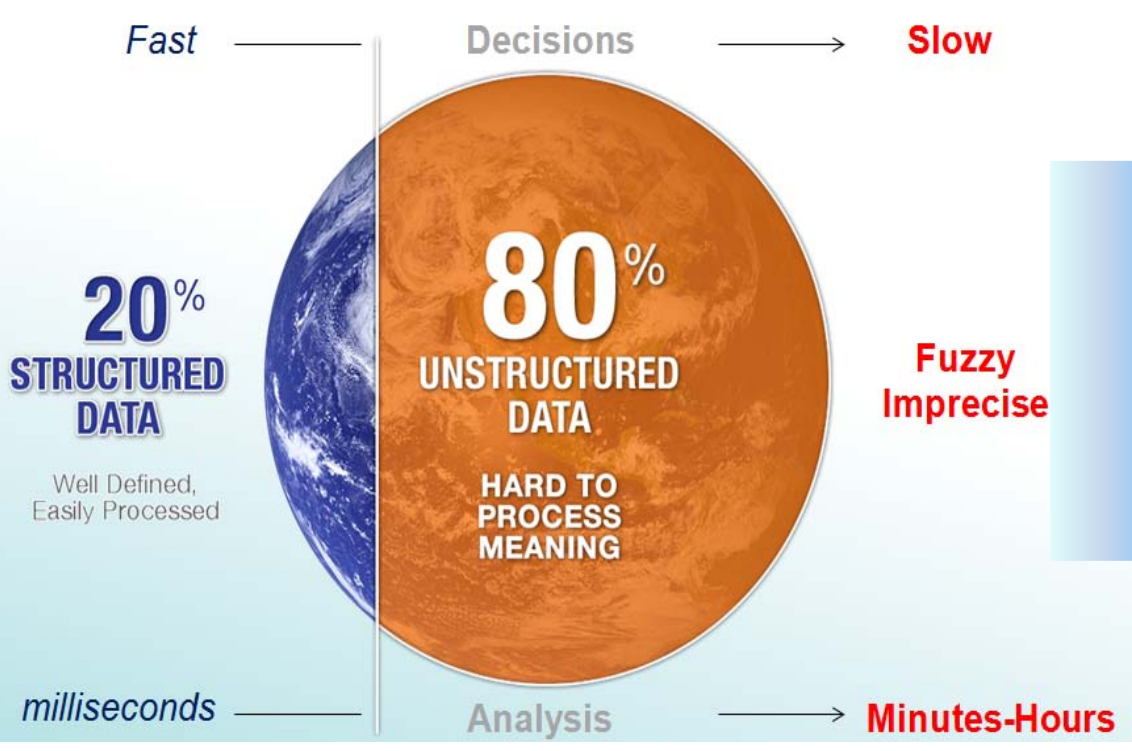 Fast Decisions Slow
20%
STRUCTURED
DATA
Well Defined,
Easily Processed
80%
UNSTRUCTURED
DATA
HARD TO
PROCESS
MEANING
Fuzzy
Imprecise
milliseconds Analysis Minutes-Hours